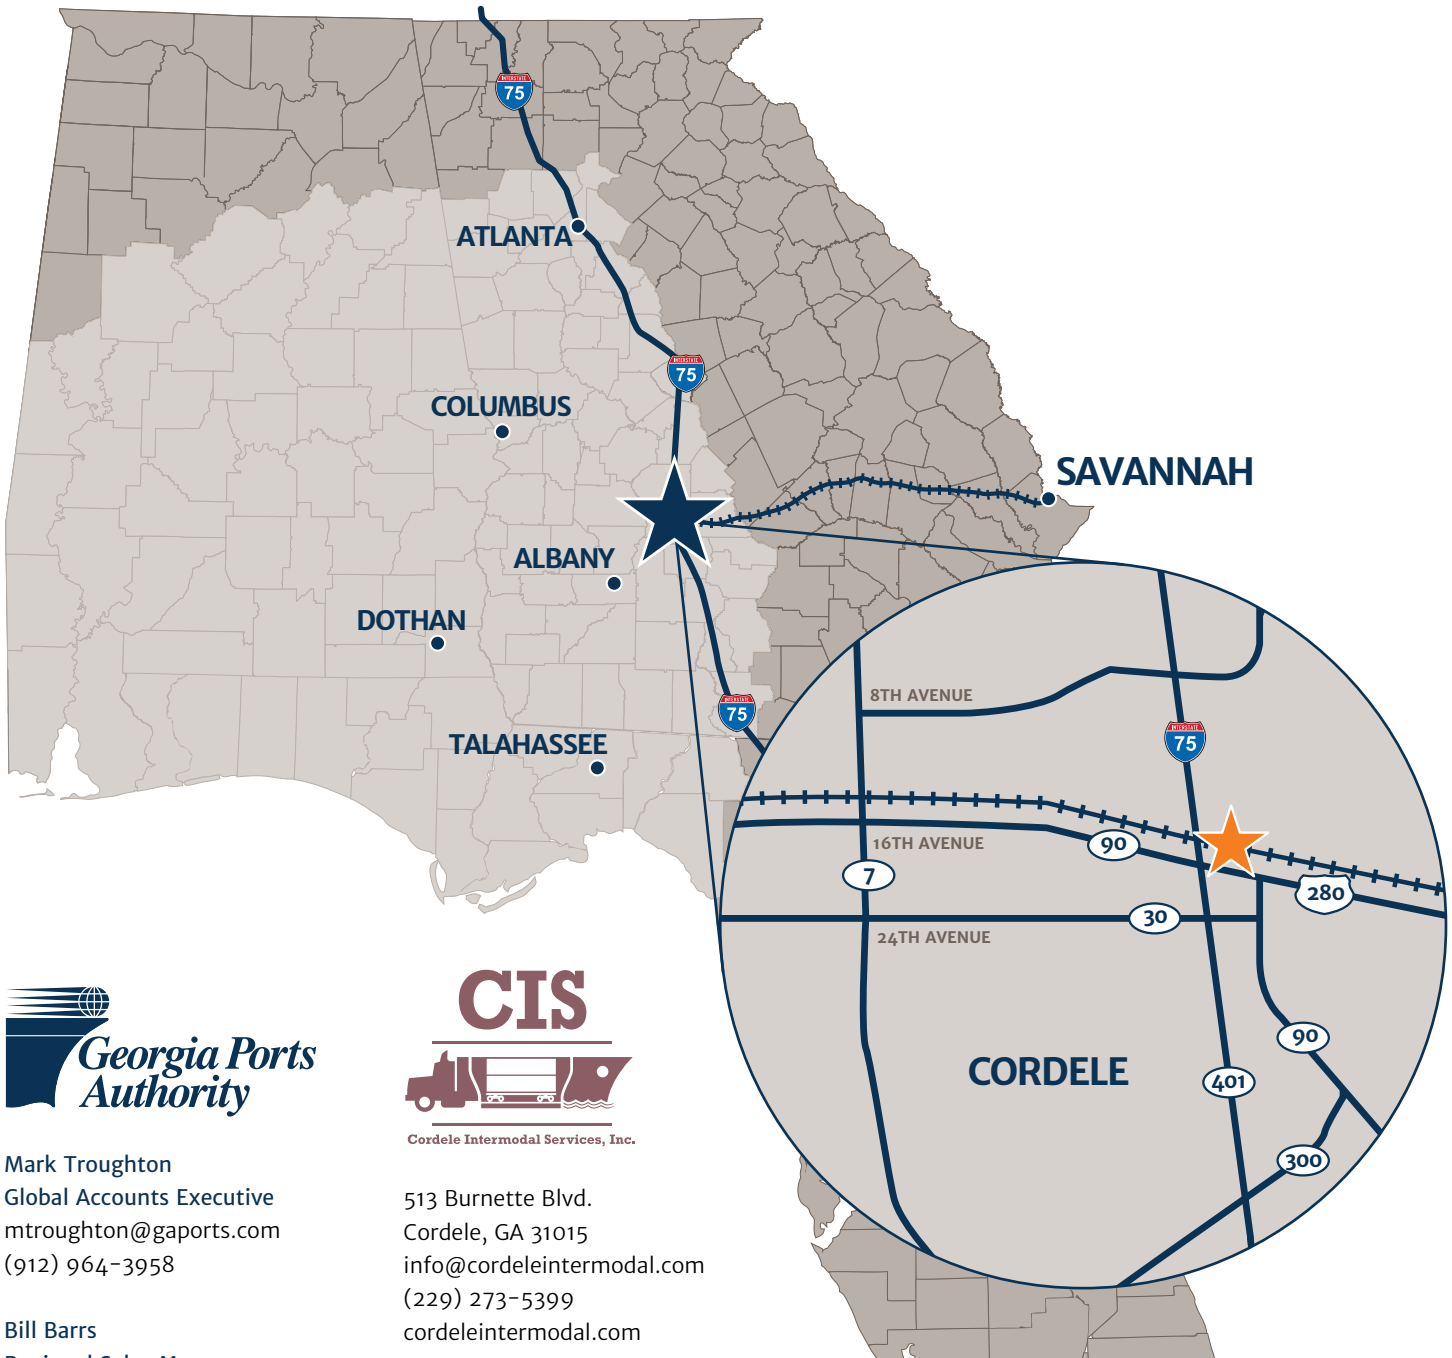 INTERSTATE
75
ATLANTA
INTERSTATE
75
COLUMBUS
SAVANNAH
ALBANY
DOTHAN
INTERSTATE
75
TALAHASSEE
8TH AVENUE
INTERSTATE
75
16TH AVENUE
90
7
280
30
24TH AVENUE
90
CORDELE
401
300
Georgia Ports
Authority
Mark Troughton
Global Accounts Executive
mtroughton@gaports.com
(912) 964-3958
Bill Barrs
CIS
Cordele Intermodal Services, Inc.
513 Burnette Blvd.
Cordele, GA 31015
info@cordeleintermodal.com
(229) 273-5399
cordeleintermodal.com